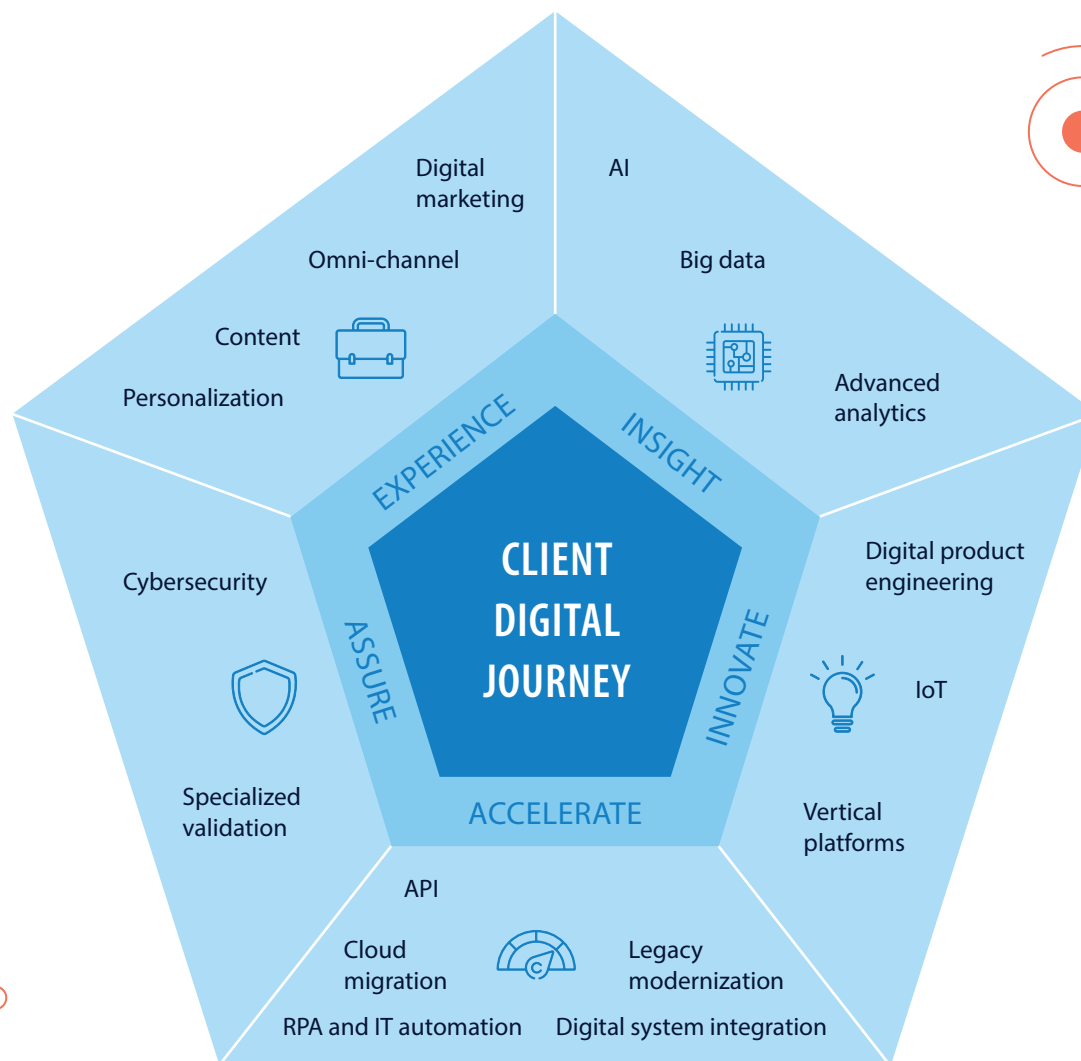 Digital
marketing
AI
Omni-channel
Big data
Content
Personalization
Advanced
analytics
EXPERIENCE
INSIGHT
CLIENT
DIGITAL
JOURNEY
Digital product
engineering
Cybersecurity
ASSURE
INNOVATE
IoT
Specialized
validation
Vertical
platforms
ACCELERATE
API
Cloud
migration
C
Legacy
modernization
RPA and IT automation
Digital system integration